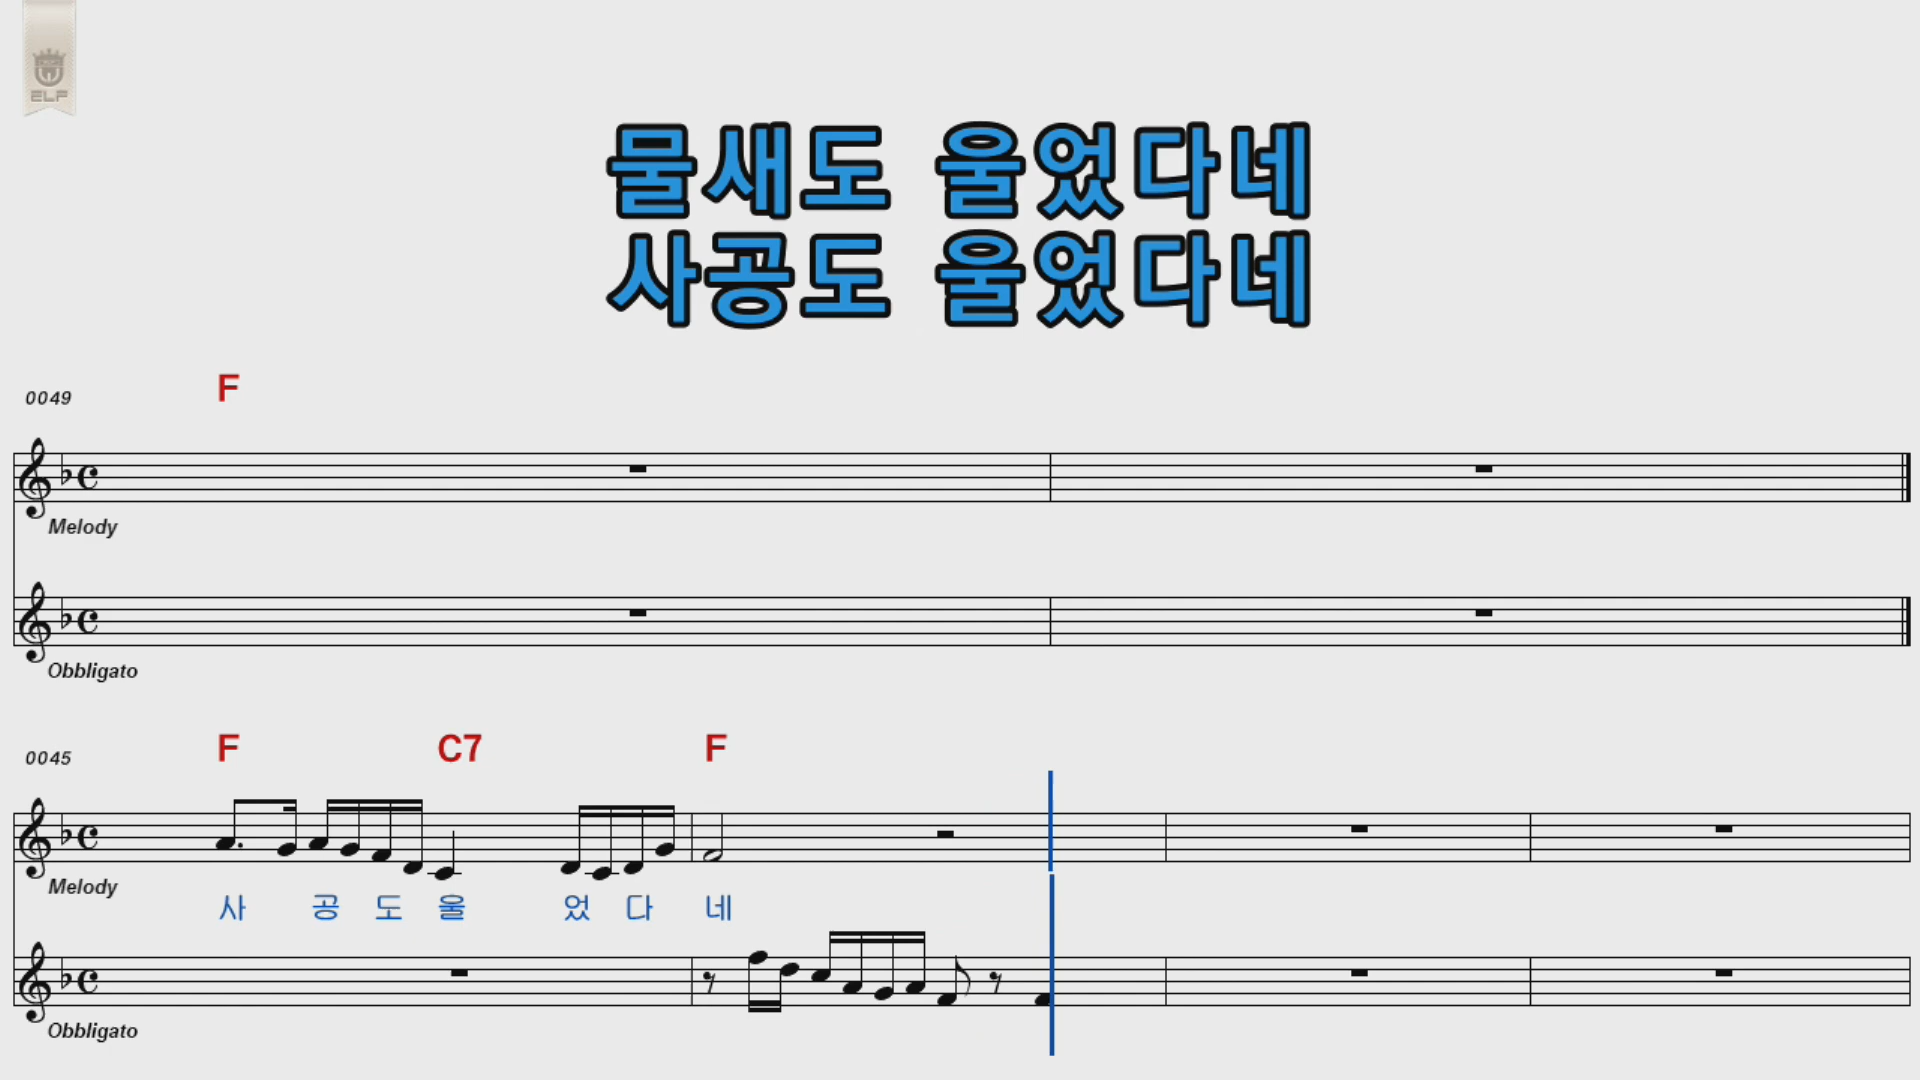 ELF
물새도 울었다네
사공도 울었다네
0049 F
Melody
Obbligato
0045 F C7 F
Melody
사 공 도 울 었 다 네
Obbligato